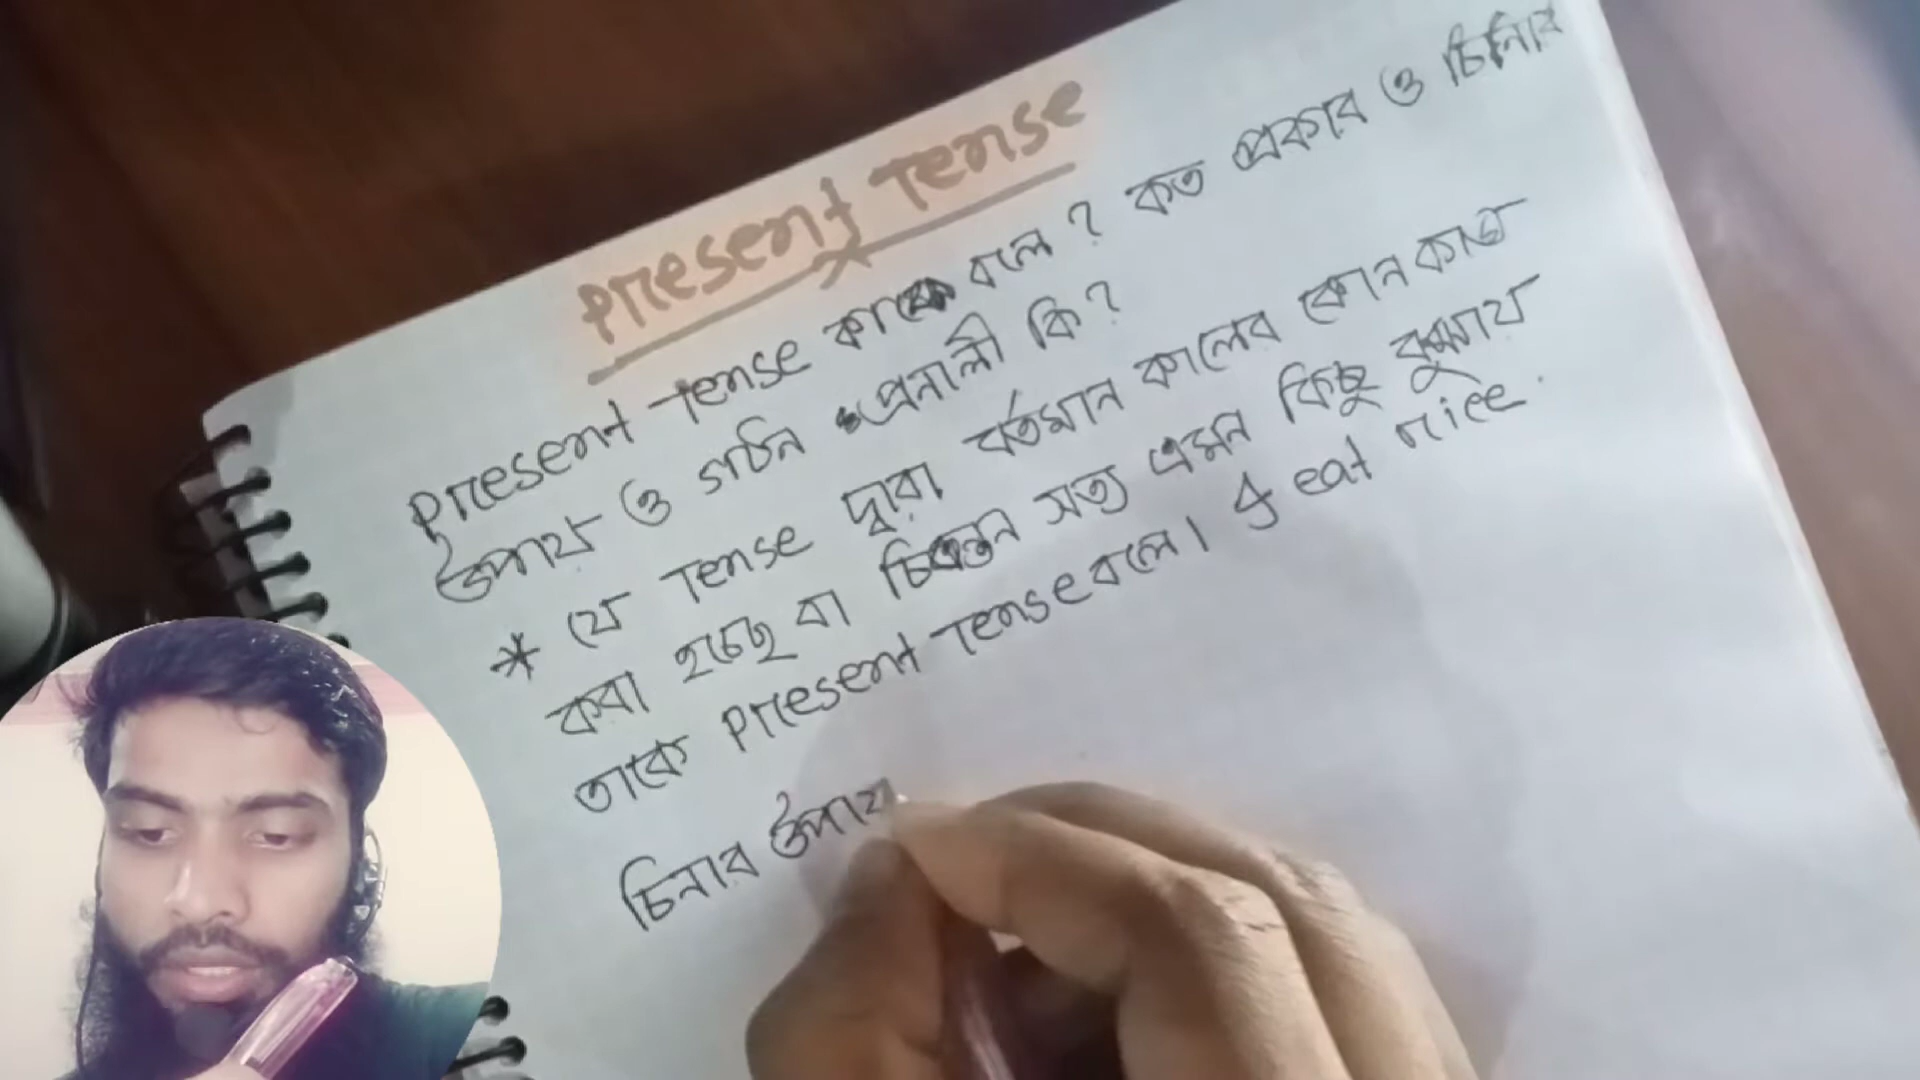 Present Tense
Present Tense কাকে বলে ? কত প্রকার ও চিনার
উপায় ও গঠন প্রনালী কি ?
* যে Tense দ্বারা বর্তমান কালের কোন কাজ
করা হচ্ছে বা চিরন্তন সত্য এমন কিছু বুঝায়
তাকে Present Tense বলে। I eat rice.
চিনার উপায়